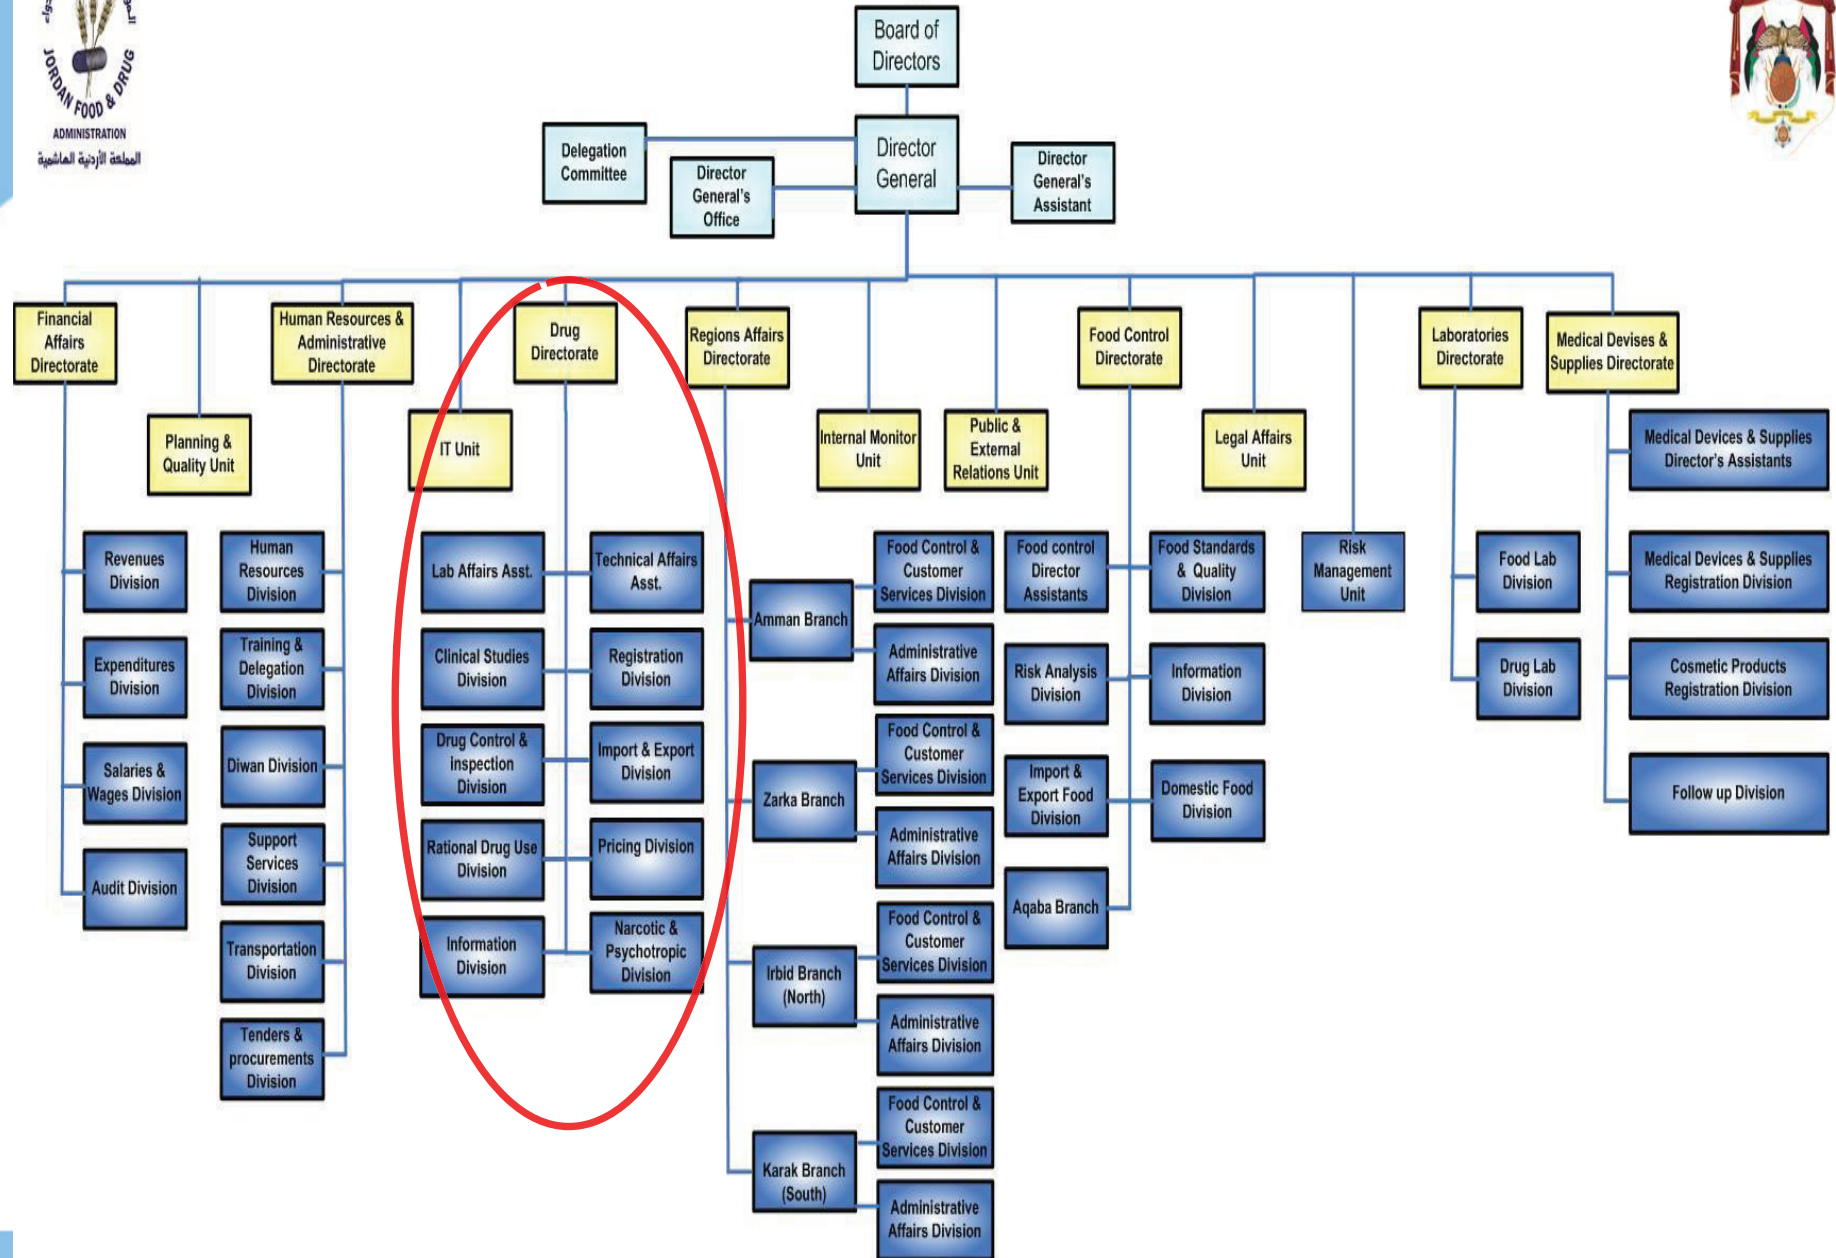 JORDAN FOOD & DRUG
ADMINISTRATION
المملكة الأردنية الهاشمية
Board of
Directors
Director
General
Delegation
Committee
Director
General's
Office
Director
General's
Assistant
Financial
Affairs
Directorate
Planning &
Quality Unit
Human Resources &
Administrative
Directorate
IT Unit
Drug
Directorate
Regions Affairs
Directorate
Internal Monitor
Unit
Public &
External
Relations Unit
Food Control
Directorate
Legal Affairs
Unit
Laboratories
Directorate
Medical Devises &
Supplies Directorate
Revenues
Division
Expenditures
Division
Salaries &
Wages Division
Audit Division
Human
Resources
Division
Training &
Delegation
Division
Diwan Division
Support
Services
Division
Transportation
Division
Tenders &
procurements
Division
Lab Affairs Asst.
Technical Affairs
Asst.
Clinical Studies
Division
Registration
Division
Drug Control &
inspection
Division
Import & Export
Division
Rational Drug Use
Division
Pricing Division
Information
Division
Narcotic &
Psychotropic
Division
Amman Branch
Food Control &
Customer
Services Division
Administrative
Affairs Division
Zarka Branch
Food Control &
Customer
Services Division
Administrative
Affairs Division
Irbid Branch
(North)
Food Control &
Customer
Services Division
Administrative
Affairs Division
Karak Branch
(South)
Food Control &
Customer
Services Division
Administrative
Affairs Division
Food control
Director
Assistants
Food Standards
& Quality
Division
Risk Analysis
Division
Information
Division
Import &
Export Food
Division
Domestic Food
Division
Aqaba Branch
Risk
Management
Unit
Food Lab
Division
Drug Lab
Division
Medical Devices & Supplies
Director's Assistants
Medical Devices & Supplies
Registration Division
Cosmetic Products
Registration Division
Follow up Division